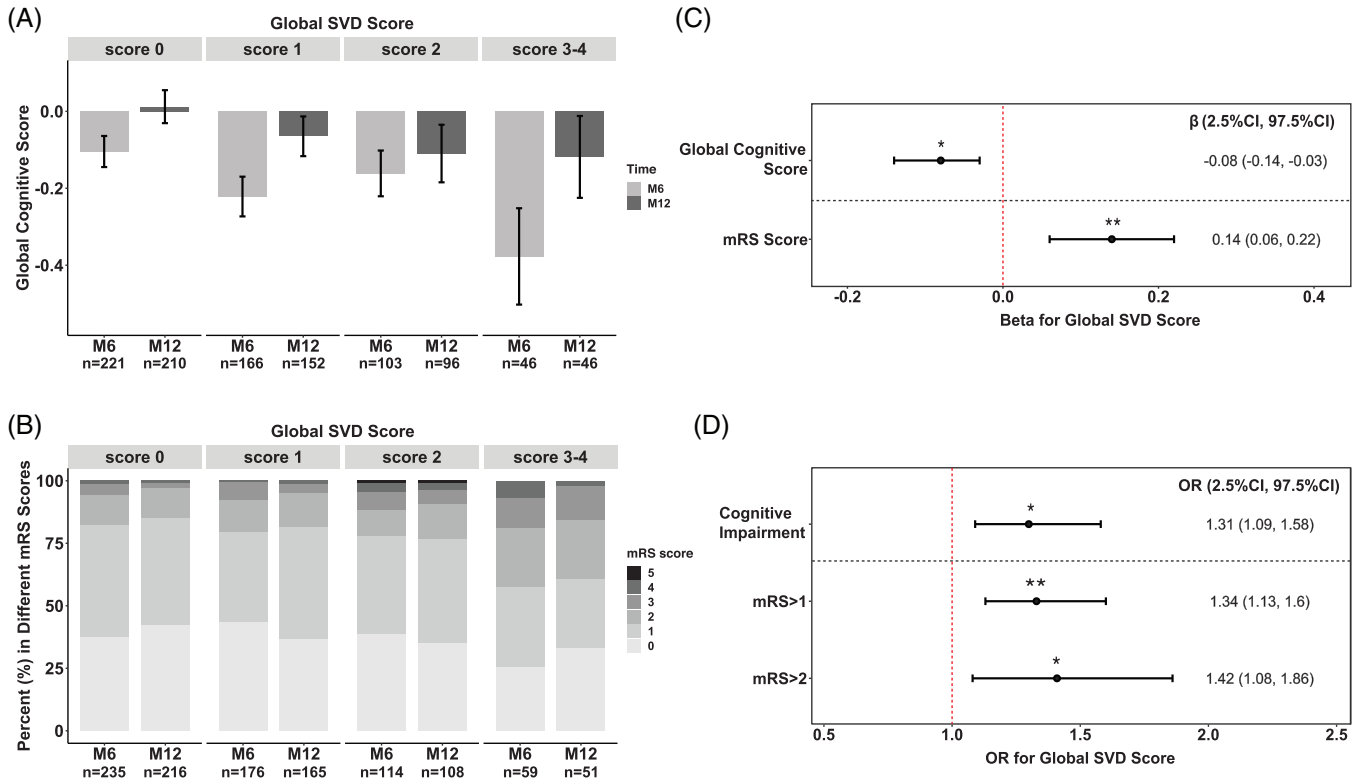 (A)
Global SVD Score
score 0 score 1 score 2 score 3-4
Global Cognitive Score
0.0
-0.2
-0.4
Time
M6
M12
M6 M12 M6 M12 M6 M12 M6 M12
n=221 n=210 n=166 n=152 n=103 n=96 n=46 n=46
(C)
β (2.5%CI, 97.5%CI)
Global Cognitive
Score
*
-0.08 (-0.14, -0.03)
mRS Score
**
0.14 (0.06, 0.22)
-0.2 0.0 0.2 0.4
Beta for Global SVD Score
(B)
Global SVD Score
score 0 score 1 score 2 score 3-4
Percent (%) in Different mRS Scores
100
75
50
25
0
mRS score
5
4
3
2
1
0
M6 M12 M6 M12 M6 M12 M6 M12
n=235 n=216 n=176 n=165 n=114 n=108 n=59 n=51
(D)
OR (2.5%CI, 97.5%CI)
Cognitive
Impairment
*
1.31 (1.09, 1.58)
mRS>1
**
1.34 (1.13, 1.6)
mRS>2
*
1.42 (1.08, 1.86)
0.5 1.0 1.5 2.0 2.5
OR for Global SVD Score